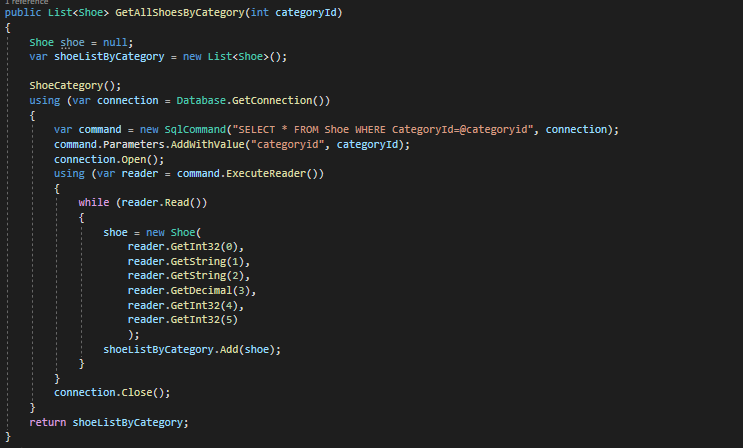 1 reference
public List<Shoe> GetAllShoesByCategory(int categoryId)
{
Shoe shoe = null;
var shoeListByCategory = new List<Shoe>();
ShoeCategory();
using (var connection = Database.GetConnection())
{
var command = new SqlCommand("SELECT * FROM Shoe WHERE CategoryId=@categoryid", connection);
command.Parameters.AddWithValue("categoryid", categoryId);
connection.Open();
using (var reader = command.ExecuteReader())
{
while (reader.Read())
{
shoe = new Shoe(
reader.GetInt32(0),
reader.GetString(1),
reader.GetString(2),
reader.GetDecimal(3),
reader.GetInt32(4),
reader.GetInt32(5)
);
shoeListByCategory.Add(shoe);
}
}
connection.Close();
}
return shoeListByCategory;
}